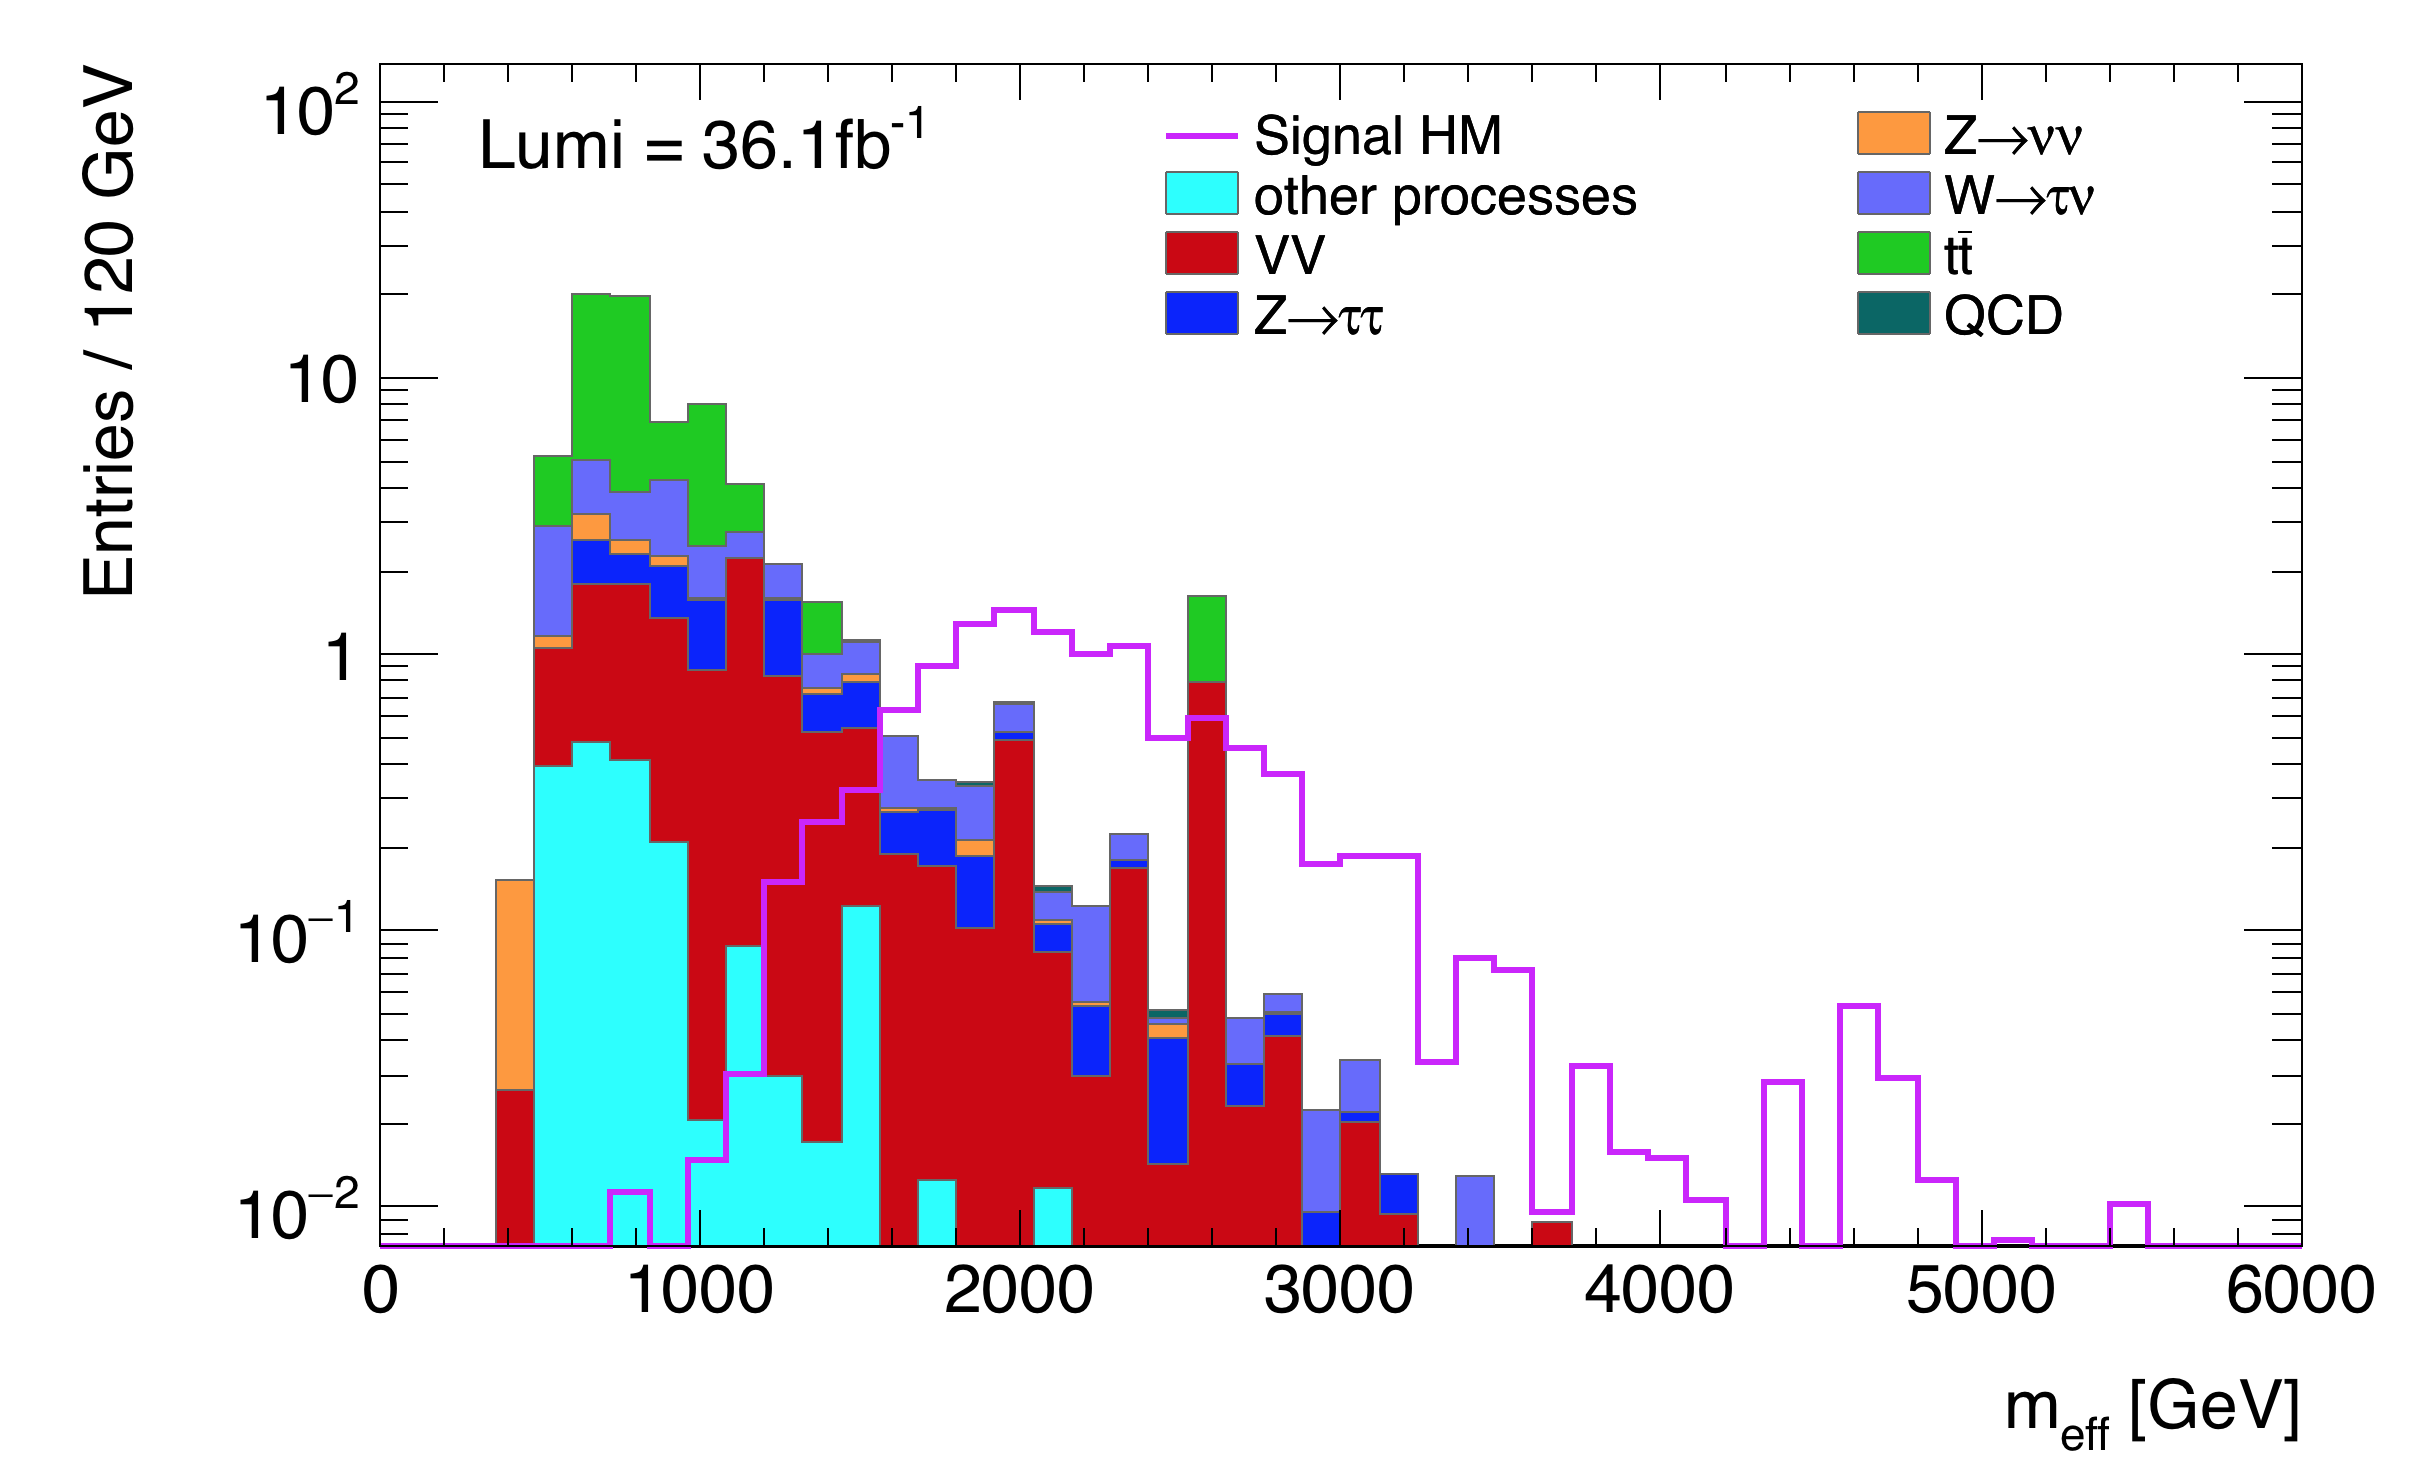 Entries / 120 GeV
10²
10
1
10⁻¹
10⁻²
Lumi = 36.1fb⁻¹
Signal HM
other processes
VV
Z→ττ
Z→νν
W→τν
tt̄
QCD
0 1000 2000 3000 4000 5000 6000
m_eff [GeV]